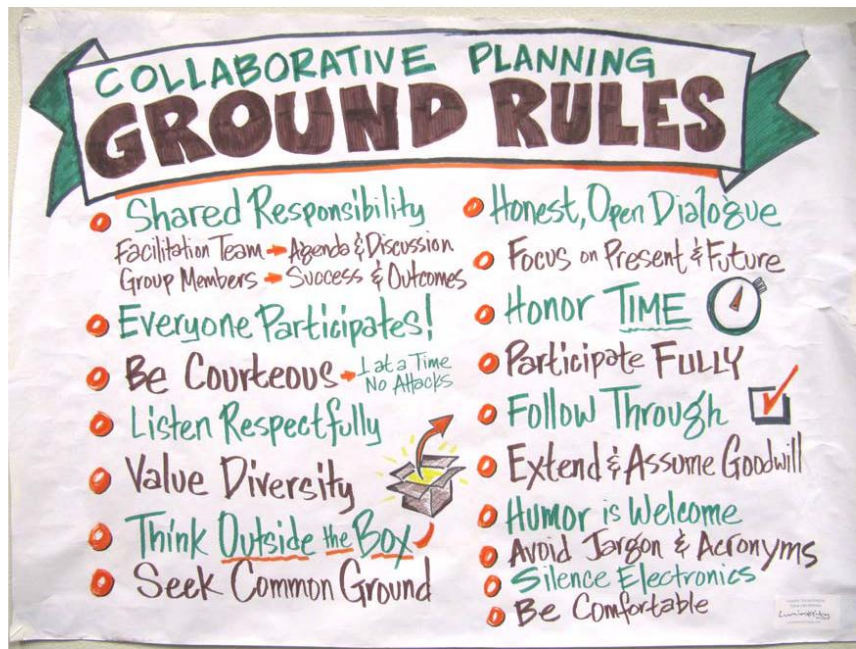 COLLABORATIVE PLANNING
GROUND RULES
Shared Responsibility
Facilitation Team → Agenda & Discussion
Group Members → Success & Outcomes
Everyone Participates!
Be Courteous → 1 at a Time
No Attacks
Listen Respectfully
Value Diversity
Think Outside the Box
Seek Common Ground
Honest, Open Dialogue
Focus on Present & Future
Honor TIME
Participate FULLY
Follow Through
Extend & Assume Goodwill
Humor is Welcome
Avoid Jargon & Acronyms
Silence Electronics
Be Comfortable